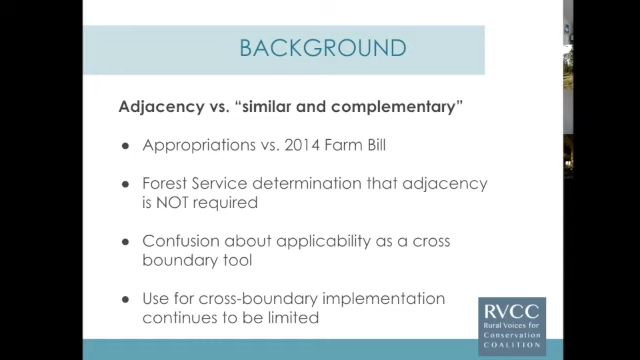 BACKGROUND
Adjacency vs. “similar and complementary”
● Appropriations vs. 2014 Farm Bill
● Forest Service determination that adjacency
is NOT required
● Confusion about applicability as a cross
boundary tool
● Use for cross-boundary implementation
continues to be limited
RVCC
Rural Voices for
Conservation
COALITION